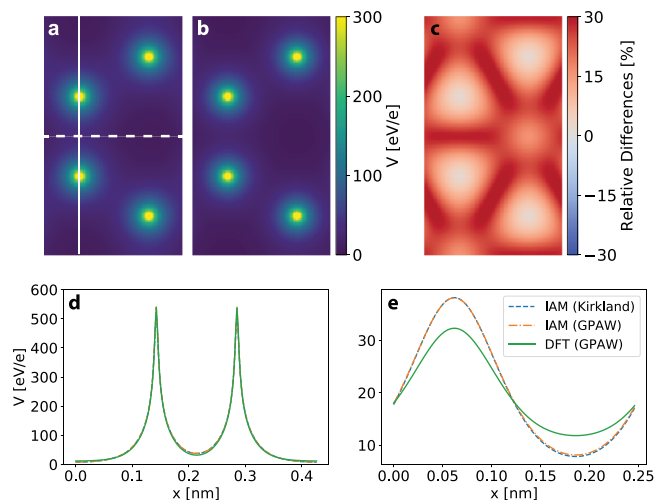 a
b
c
300
200
100
0
V [eV/e]
30
15
0
−15
−30
Relative Differences [%]
d
600
500
400
300
200
100
0
V [eV/e]
0.0 0.1 0.2 0.3 0.4
x [nm]
e
IAM (Kirkland)
IAM (GPAW)
DFT (GPAW)
30
20
10
0.00 0.05 0.10 0.15 0.20 0.25
x [nm]